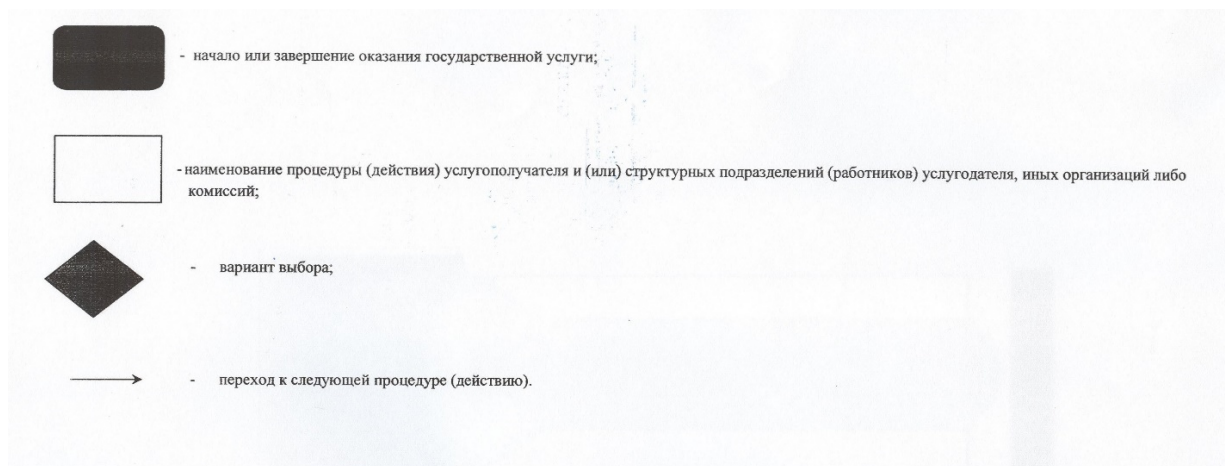 - начало или завершение оказания государственной услуги;
- наименование процедуры (действия) услугополучателя и (или) структурных подразделений (работников) услугодателя, иных организаций либо
комиссий;
- вариант выбора;
- переход к следующей процедуре (действию).